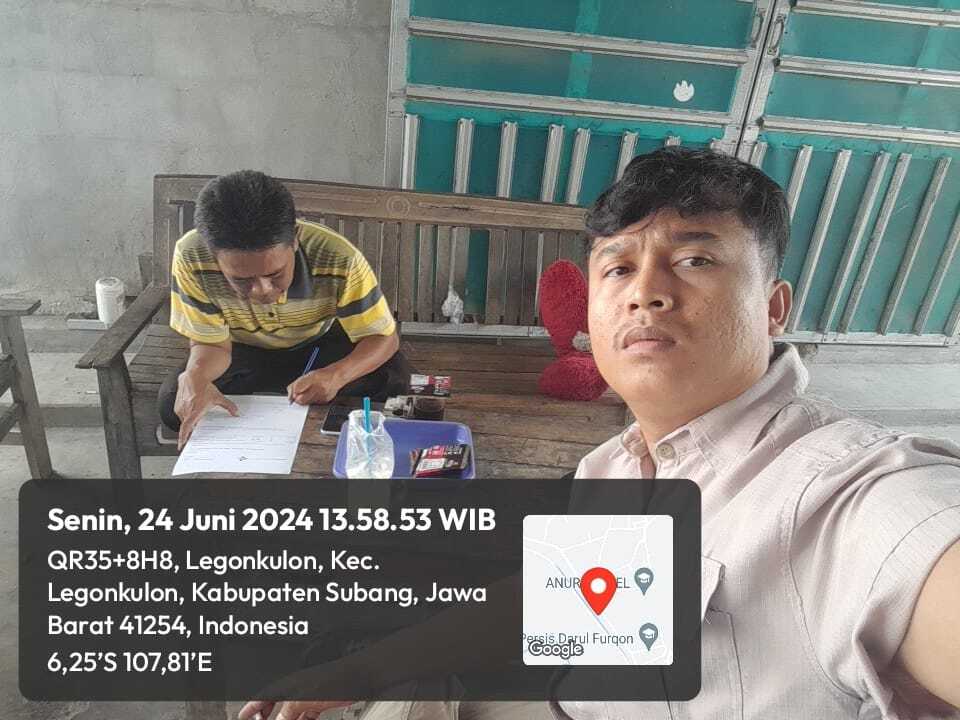 Senin, 24 Juni 2024 13.58.53 WIB
QR35+8H8, Legonkulon, Kec.
Legonkulon, Kabupaten Subang, Jawa
Barat 41254, Indonesia
6,25’S 107,81’E
ANUR EL
Persis Darul Furqon
Google